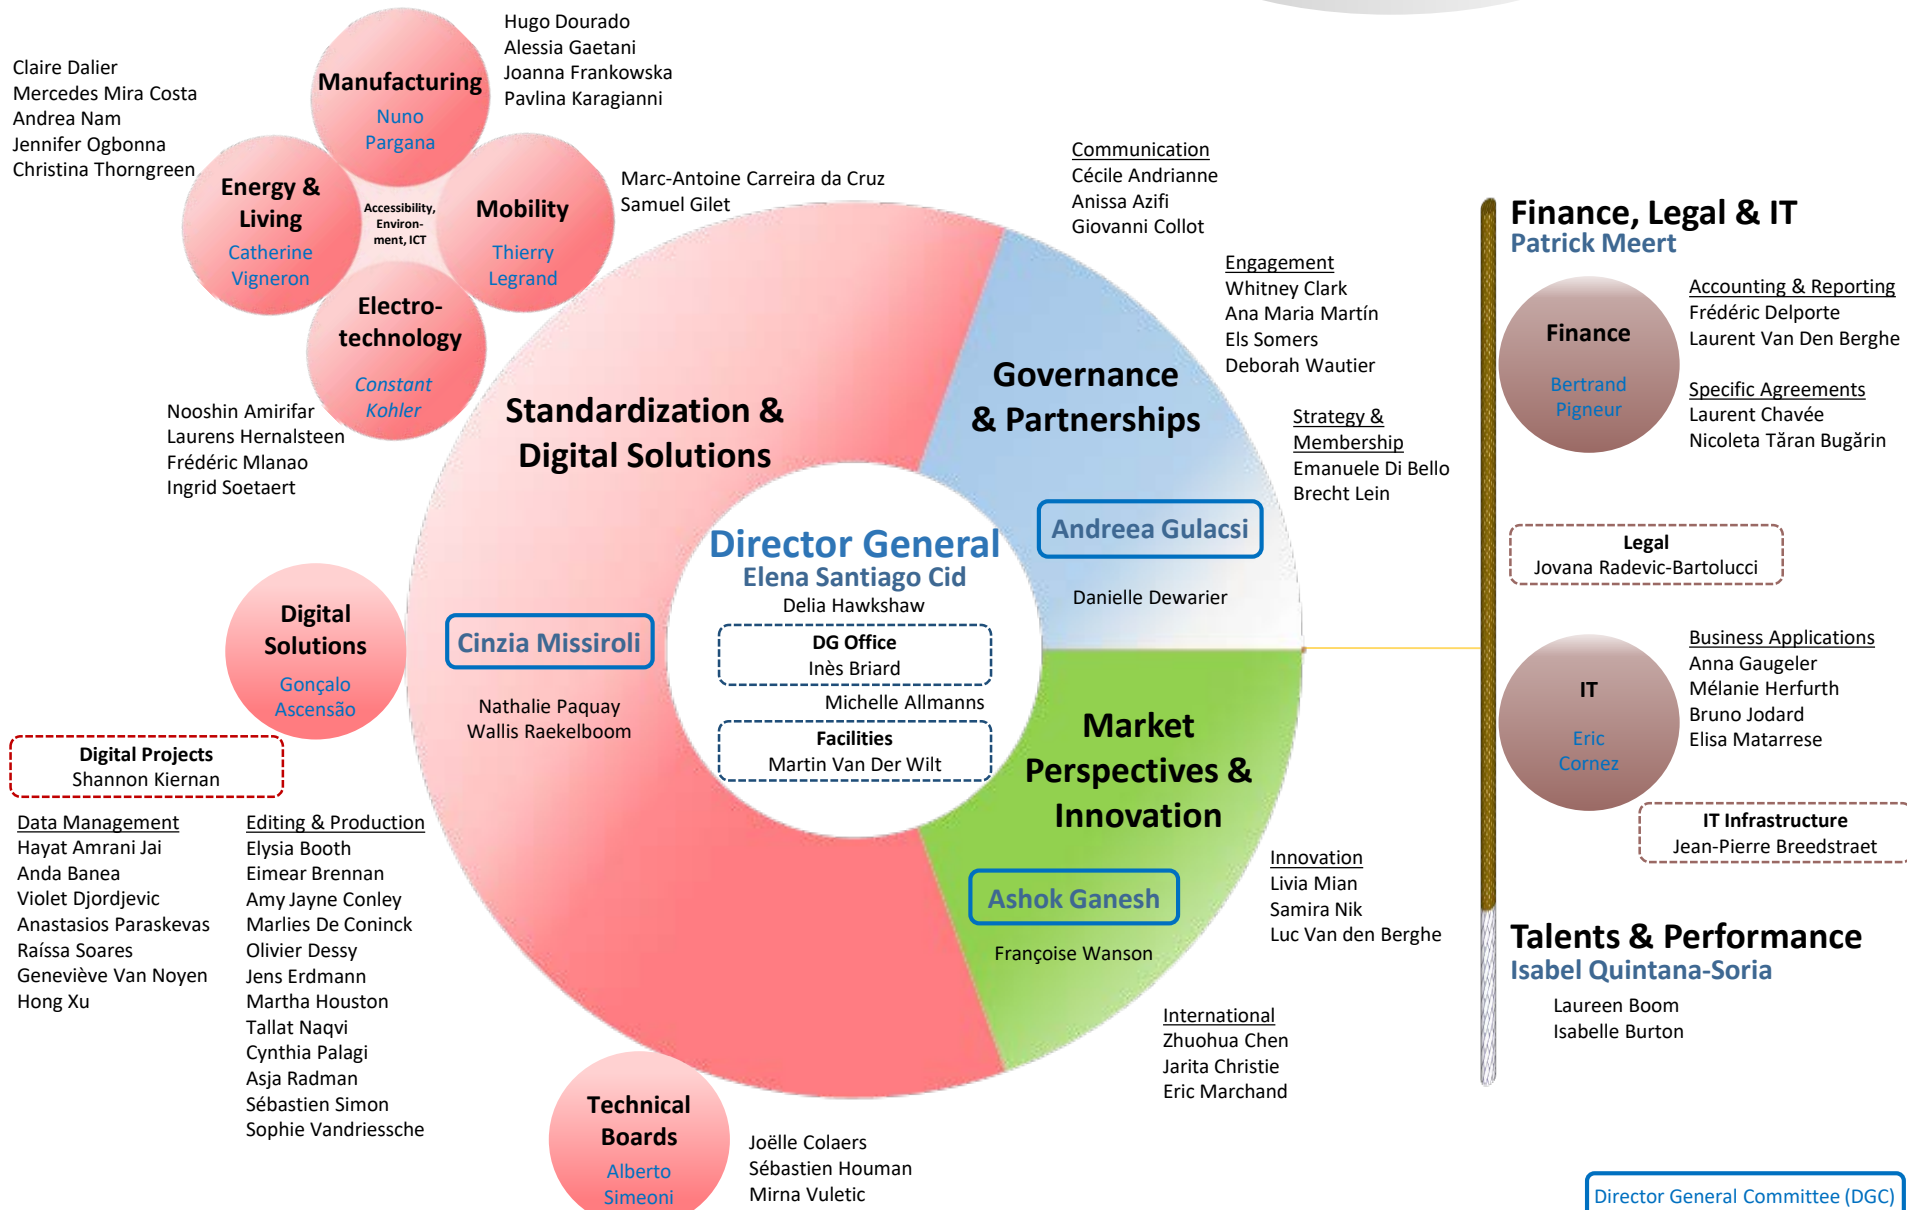 Hugo Dourado
Alessia Gaetani
Joanna Frankowska
Pavlina Karagianni
Claire Dalier
Mercedes Mira Costa
Andrea Nam
Jennifer Ogbonna
Christina Thorngreen
Manufacturing
Nuno
Pargana
Energy &
Living
Catherine
Vigneron
Accessibility,
Environ-
ment, ICT
Mobility
Thierry
Legrand
Marc-Antoine Carreira da Cruz
Samuel Gilet
Electro-
technology
Constant
Kohler
Nooshin Amirifar
Laurens Hernalsteen
Frédéric Mlanao
Ingrid Soetaert
Standardization &
Digital Solutions
Cinzia Missiroli
Nathalie Paquay
Wallis Raekelboom
Digital
Solutions
Gonçalo
Ascensão
Digital Projects
Shannon Kiernan
Data Management
Hayat Amrani Jai
Anda Banea
Violet Djordjevic
Anastasios Paraskevas
Raíssa Soares
Geneviève Van Noyen
Hong Xu
Editing & Production
Elysia Booth
Eimear Brennan
Amy Jayne Conley
Marlies De Coninck
Olivier Dessy
Jens Erdmann
Martha Houston
Tallat Naqvi
Cynthia Palagi
Asja Radman
Sébastien Simon
Sophie Vandriessche
Technical
Boards
Alberto
Simeoni
Joëlle Colaers
Sébastien Houman
Mirna Vuletic
Director General
Elena Santiago Cid
Delia Hawkshaw
DG Office
Inès Briard
Michelle Allmanns
Facilities
Martin Van Der Wilt
Governance
& Partnerships
Andreea Gulacsi
Danielle Dewarier
Communication
Cécile Andrianne
Anissa Azifi
Giovanni Collot
Engagement
Whitney Clark
Ana Maria Martín
Els Somers
Deborah Wautier
Strategy &
Membership
Emanuele Di Bello
Brecht Lein
Market
Perspectives &
Innovation
Ashok Ganesh
Françoise Wanson
Innovation
Livia Mian
Samira Nik
Luc Van den Berghe
International
Zhuohua Chen
Jarita Christie
Eric Marchand
Finance, Legal & IT
Patrick Meert
Finance
Bertrand
Pigneur
Accounting & Reporting
Frédéric Delporte
Laurent Van Den Berghe
Specific Agreements
Laurent Chavée
Nicoleta Tăran Bugărin
Legal
Jovana Radevic-Bartolucci
IT
Eric
Cornez
Business Applications
Anna Gaugeler
Mélanie Herfurth
Bruno Jodard
Elisa Matarrese
IT Infrastructure
Jean-Pierre Breedstraet
Talents & Performance
Isabel Quintana-Soria
Laureen Boom
Isabelle Burton
Director General Committee (DGC)